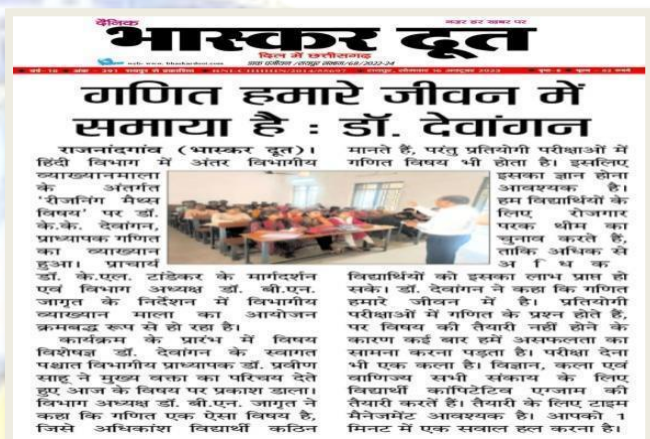 दैनिक
नजर हर खबर पर
भास्कर दूत
दिल में छत्तीसगढ़
गणित हमारे जीवन में
समाया है : डॉ. देवांगन
राजनांदगांव (भास्कर दूत)।
हिंदी विभाग में अंतर विभागीय
व्याख्यानमाला
के अंतर्गत
'रीजनिंग मैथ्स
विषय' पर डॉ.
के.के. देवांगन,
प्राध्यापक गणित
का व्याख्यान
हुआ। प्राचार्य
डॉ. के.एल. टांडेकर के मार्गदर्शन
एवं विभाग अध्यक्ष डॉ. बी.एन.
जागृत के निर्देशन में विभागीय
व्याख्यान माला का आयोजन
क्रमबद्ध रूप से हो रहा है।
कार्यक्रम के प्रारंभ में विषय
विशेषज्ञ डॉ. देवांगन के स्वागत
पश्चात विभागीय प्राध्यापक डॉ. प्रवीण
साहू ने मुख्य वक्ता का परिचय देते
हुए आज के विषय पर प्रकाश डाला।
विभाग अध्यक्ष डॉ. बी.एन. जागृत ने
कहा कि गणित एक ऐसा विषय है,
जिसे अधिकांश विद्यार्थी कठिन
मानते हैं, परंतु प्रतियोगी परीक्षाओं में
गणित विषय भी होता है। इसलिए
इसका ज्ञान होना
आवश्यक है।
हम विद्यार्थियों के
लिए रोजगार
परक थीम का
चुनाव करते हैं,
ताकि अधिक से
अधिक
विद्यार्थियों को इसका लाभ प्राप्त हो
सके। डॉ. देवांगन ने कहा कि गणित
हमारे जीवन में है। प्रतियोगी
परीक्षाओं में गणित के प्रश्न होते हैं,
पर विषय की तैयारी नहीं होने के
कारण कई बार हमें असफलता का
सामना करना पड़ता है। परीक्षा देना
भी एक कला है। विज्ञान, कला एवं
वाणिज्य सभी संकाय के लिए
विद्यार्थी कांपिटेटिव एग्जाम की
तैयारी करते हैं। तैयारी के लिए टाइम
मैनेजमेंट आवश्यक है। आपको 1
मिनट में एक सवाल हल करना है।